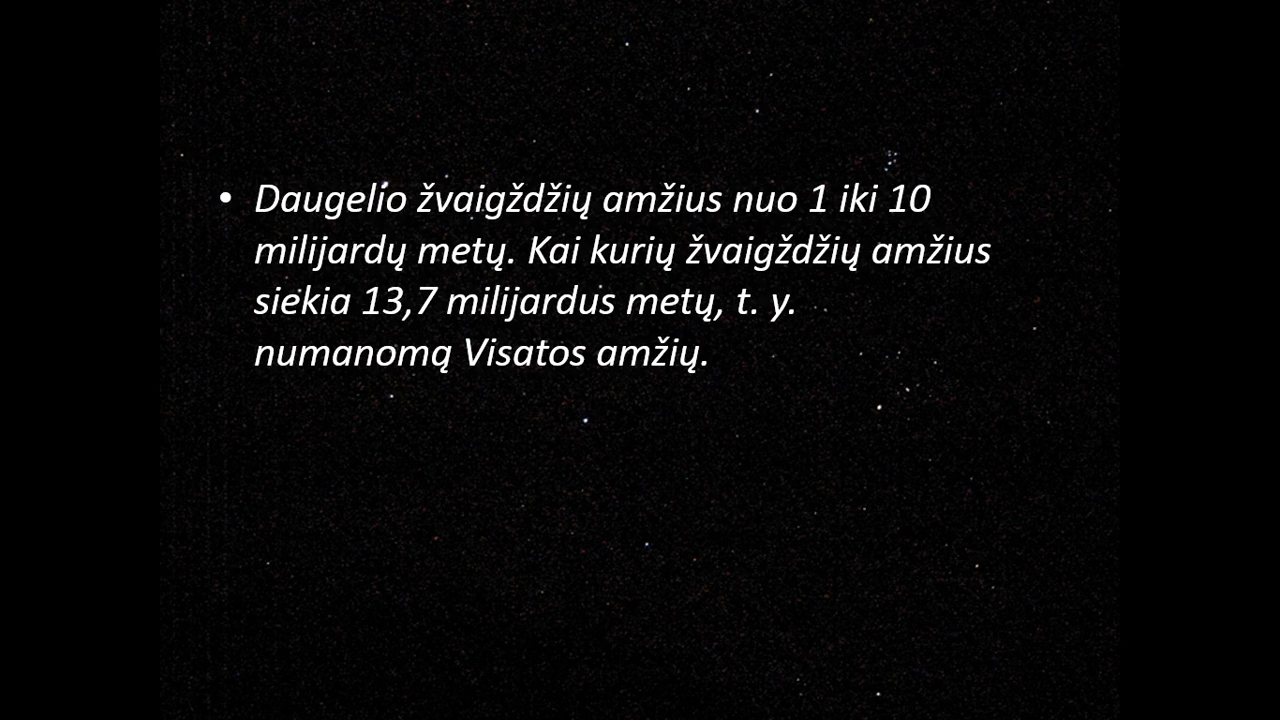 • Daugelio žvaigždžių amžius nuo 1 iki 10
milijardų metų. Kai kurių žvaigždžių amžius
siekia 13,7 milijardus metų, t. y.
numanomą Visatos amžių.